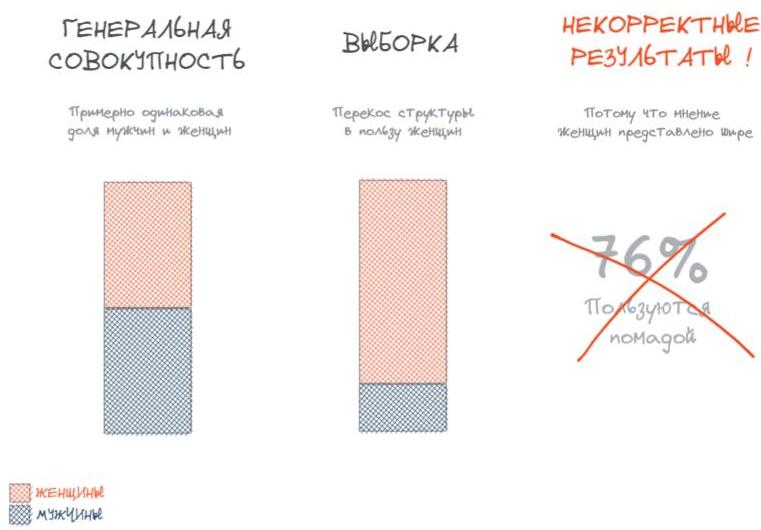 ГЕНЕРАЛЬНАЯ
СОВОКУПНОСТЬ
Примерно одинаковая
доля мужчин и женщин
ВЫБОРКА
Перекос структуры
в пользу женщин
НЕКОРРЕКТНЫЕ
РЕЗУЛЬТАТЫ !
Потому что мнение
женщин представлено шире
76%
Пользуются
помадой
ЖЕНЩИНЫ
МУЖЧИНЫ